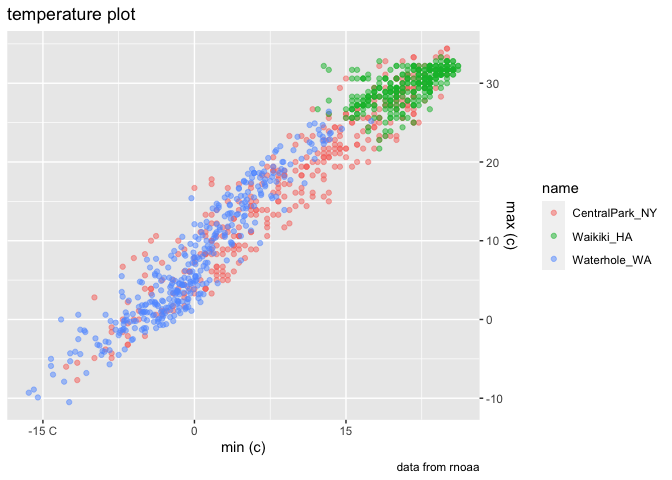 temperature plot
30
20
10
0
-10
max (c)
-15 C
0
15
min (c)
name
CentralPark_NY
Waikiki_HA
Waterhole_WA
data from rnoaa